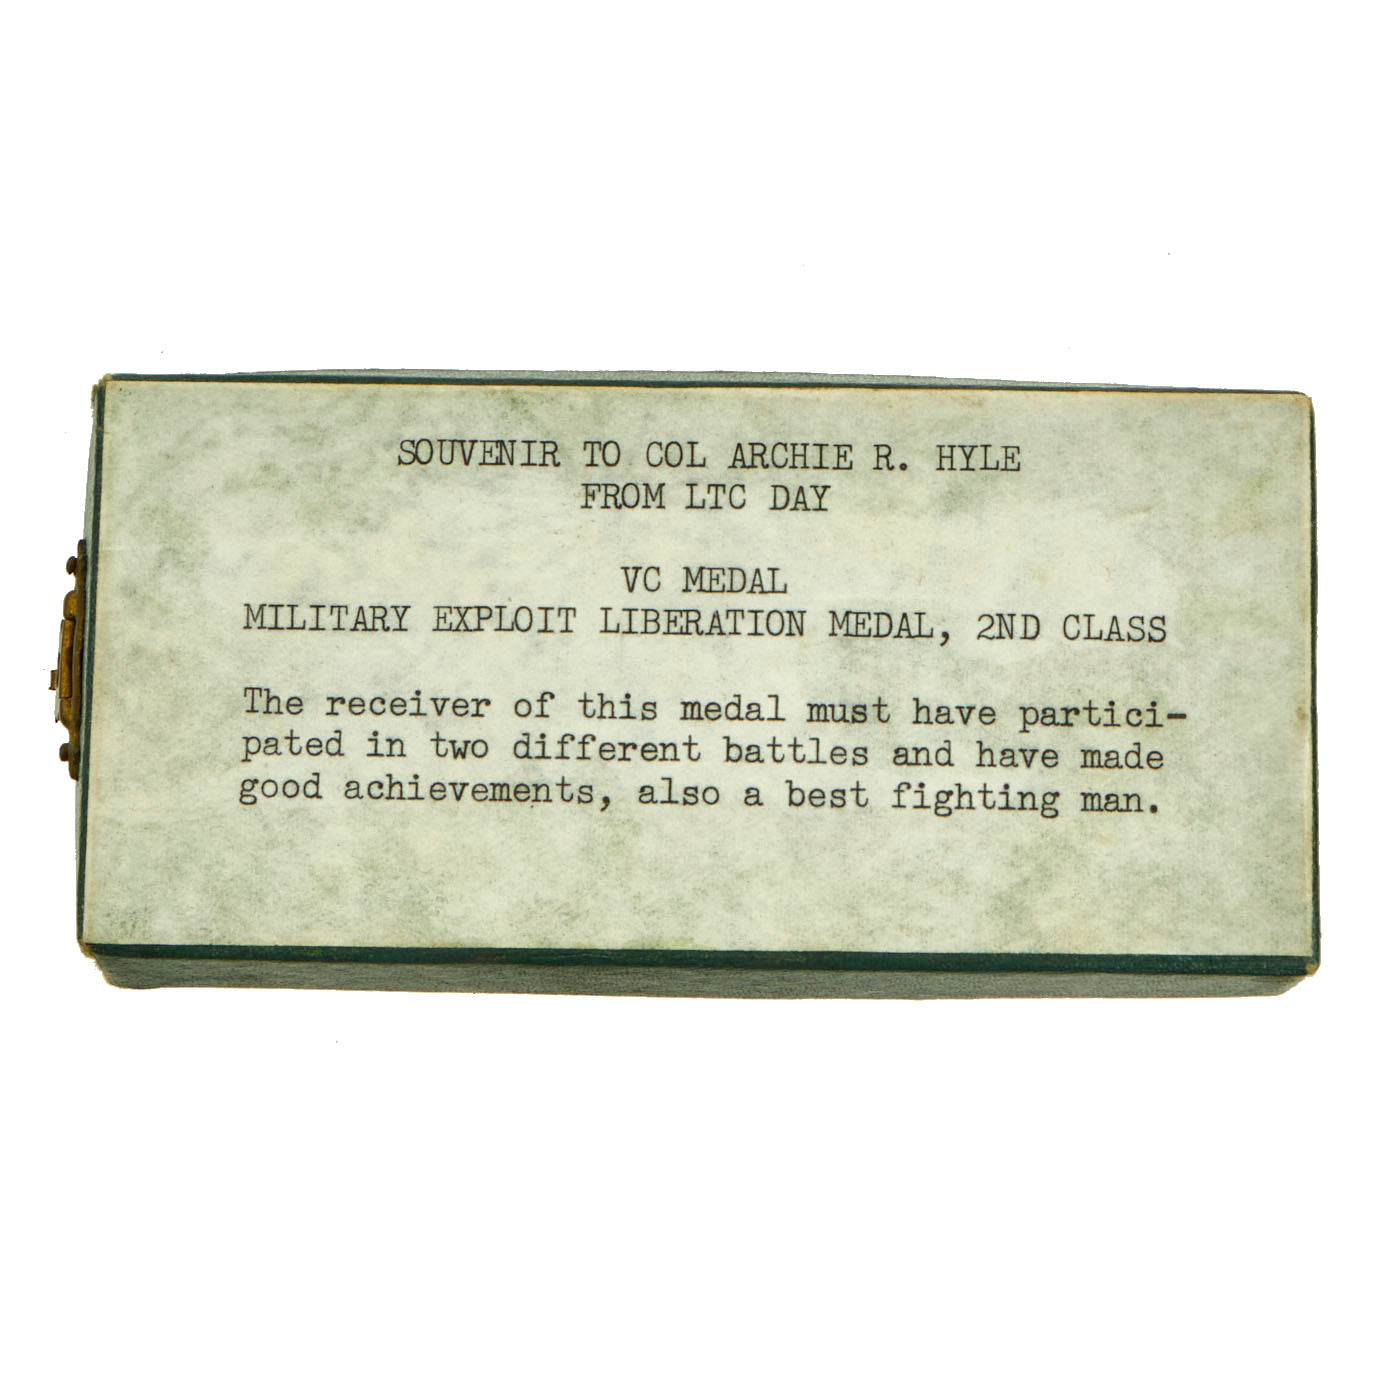 SOUVENIR TO COL ARCHIE R. HYLE
FROM LTC DAY
VC MEDAL
MILITARY EXPLOIT LIBERATION MEDAL, 2ND CLASS
The receiver of this medal must have partici-
pated in two different battles and have made
good achievements, also a best fighting man.